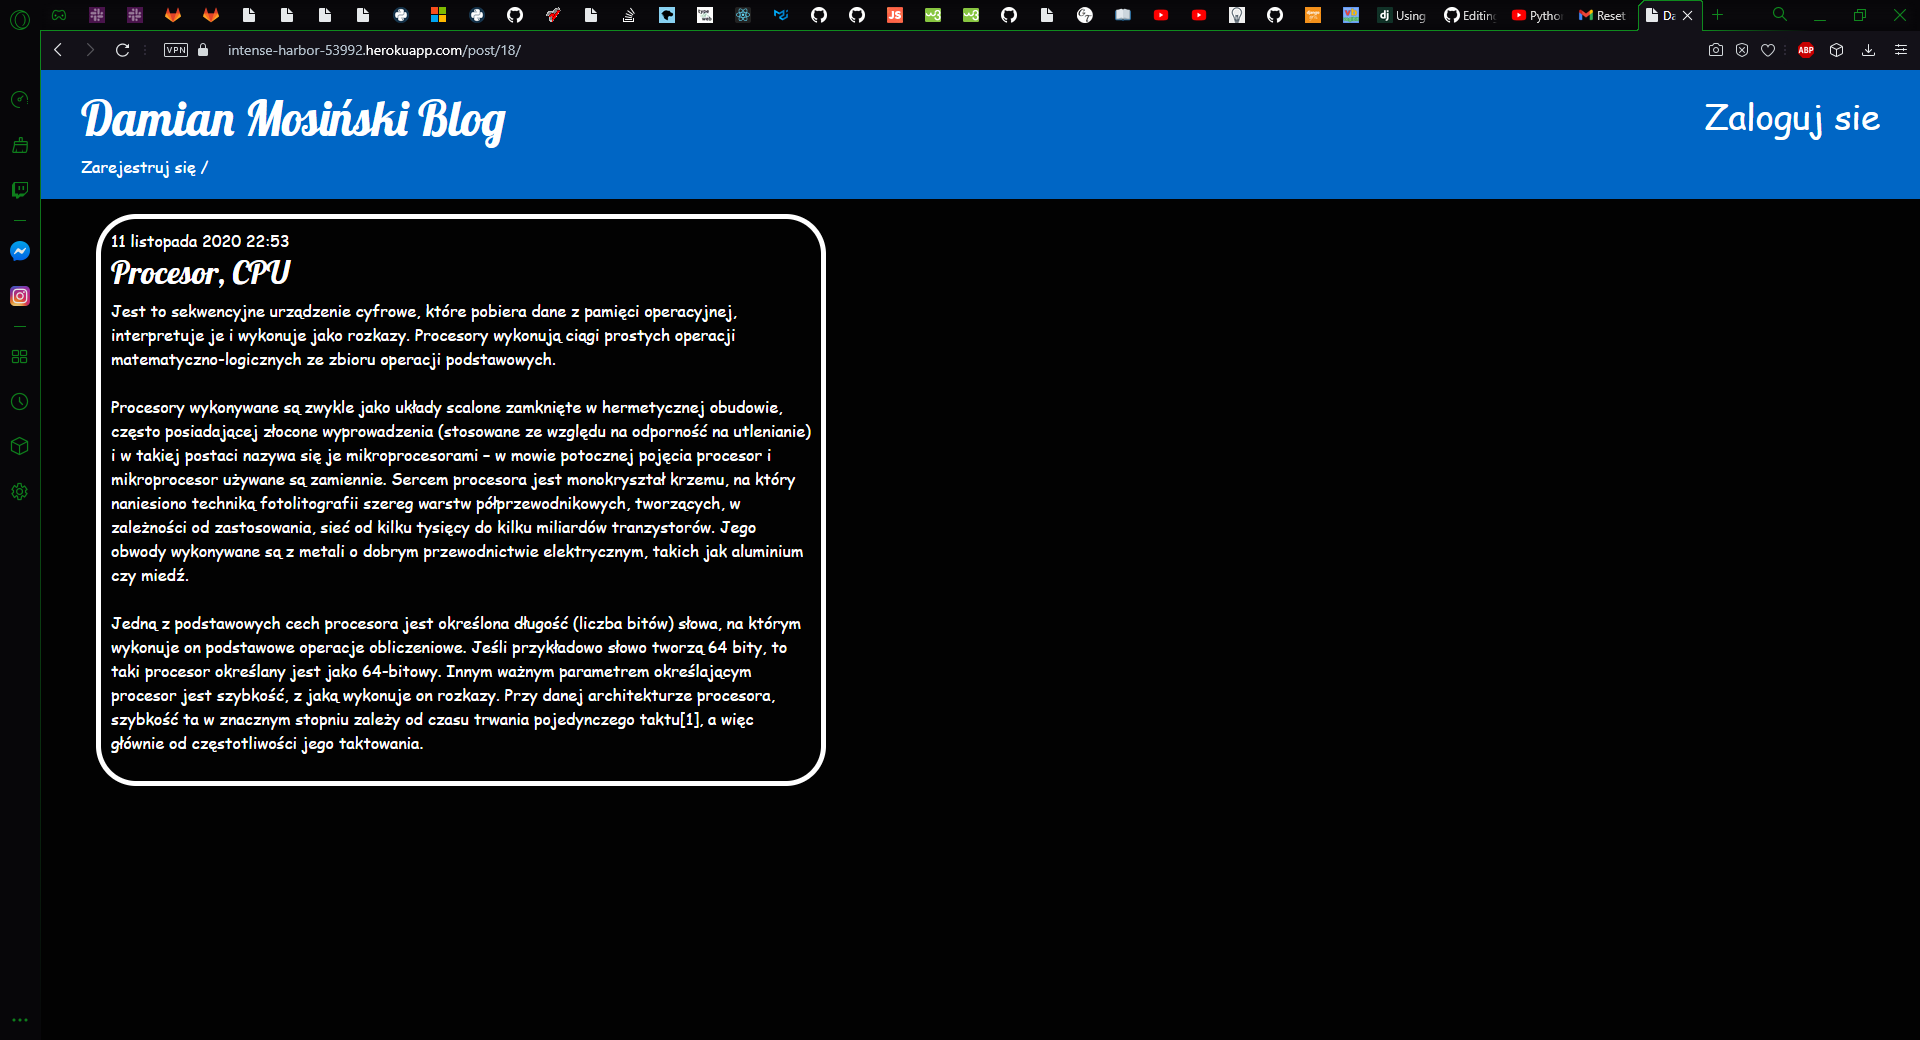 Using
Editing
Python
Reset
Da
VPN
intense-harbor-53992.herokuapp.com/post/18/
ABP
Damian Mosiński Blog
Zaloguj sie
Zarejestruj się /
11 listopada 2020 22:53
Procesor, CPU
Jest to sekwencyjne urządzenie cyfrowe, które pobiera dane z pamięci operacyjnej,
interpretuje je i wykonuje jako rozkazy. Procesory wykonują ciągi prostych operacji
matematyczno-logicznych ze zbioru operacji podstawowych.
Procesory wykonywane są zwykle jako układy scalone zamknięte w hermetycznej obudowie,
często posiadającej złocone wyprowadzenia (stosowane ze względu na odporność na utlenianie)
i w takiej postaci nazywa się je mikroprocesorami – w mowie potocznej pojęcia procesor i
mikroprocesor używane są zamiennie. Sercem procesora jest monokryształ krzemu, na który
naniesiono techniką fotolitografii szereg warstw półprzewodnikowych, tworzących, w
zależności od zastosowania, sieć od kilku tysięcy do kilku miliardów tranzystorów. Jego
obwody wykonywane są z metali o dobrym przewodnictwie elektrycznym, takich jak aluminium
czy miedź.
Jedną z podstawowych cech procesora jest określona długość (liczba bitów) słowa, na którym
wykonuje on podstawowe operacje obliczeniowe. Jeśli przykładowo słowo tworzą 64 bity, to
taki procesor określany jest jako 64-bitowy. Innym ważnym parametrem określającym
procesor jest szybkość, z jaką wykonuje on rozkazy. Przy danej architekturze procesora,
szybkość ta w znacznym stopniu zależy od czasu trwania pojedynczego taktu[1], a więc
głównie od częstotliwości jego taktowania.